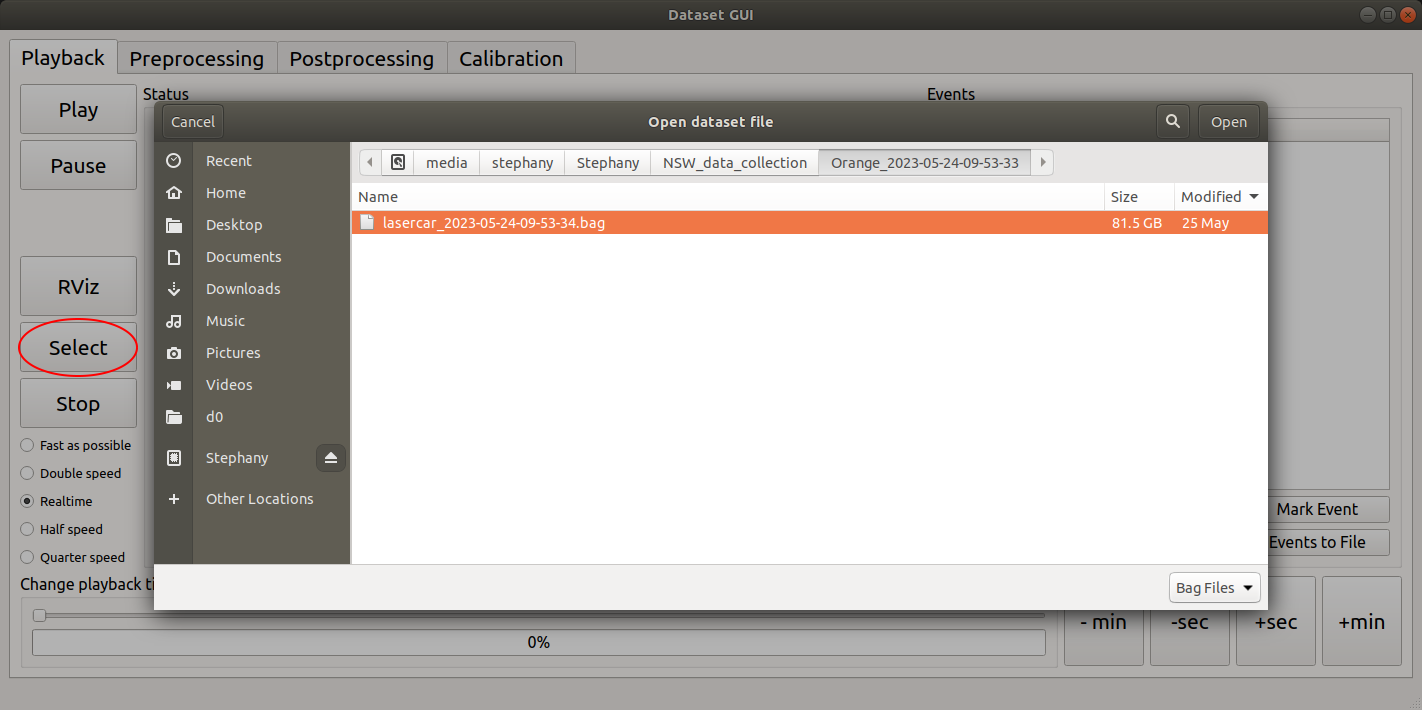 Dataset GUI
Playback Preprocessing Postprocessing Calibration
Play
Pause
RViz
Select
Stop
Fast as possible
Double speed
Realtime
Half speed
Quarter speed
Status
Events
Cancel
Open dataset file
Open
Recent
Home
Desktop
Documents
Downloads
Music
Pictures
Videos
d0
Stephany
Other Locations
media stephany Stephany NSW_data_collection Orange_2023-05-24-09-53-33
Name Size Modified
lasercar_2023-05-24-09-53-34.bag 81.5 GB 25 May
Bag Files
Mark Event
Events to File
Change playback ti
0%
- min -sec +sec +min